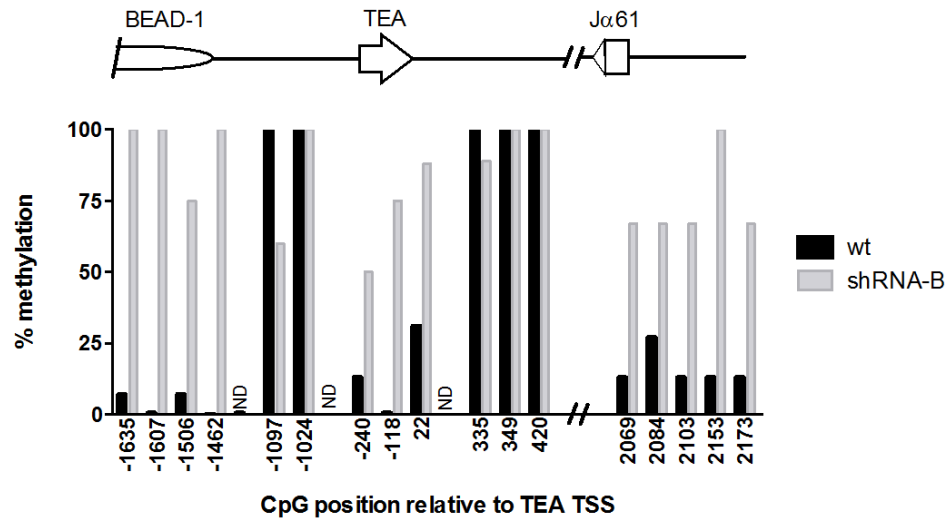 BEAD-1 TEA Jα61
% methylation
100
75
50
25
0
ND ND ND
-1635 -1607 -1506 -1462 -1097 -1024 -240 -118 22 335 349 420 2069 2084 2103 2153 2173
CpG position relative to TEA TSS
wt
shRNA-B